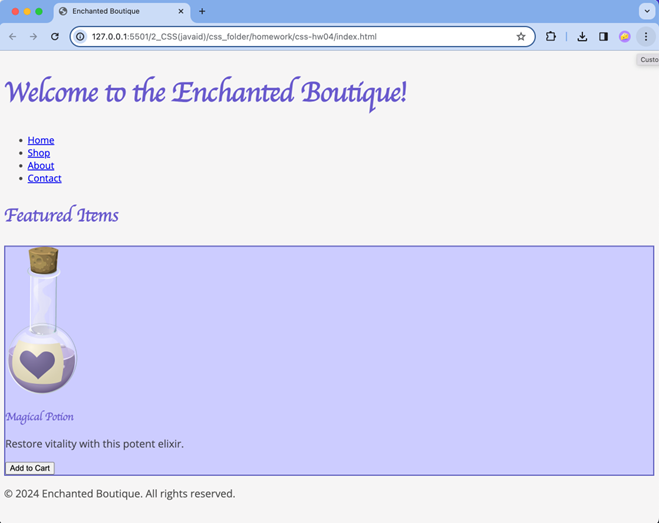 Enchanted Boutique
127.0.0.1:5501/2_CSS(javaid)/css_folder/homework/css-hw04/index.html
Custo
Welcome to the Enchanted Boutique!
Home
Shop
About
Contact
Featured Items
Magical Potion
Restore vitality with this potent elixir.
Add to Cart
© 2024 Enchanted Boutique. All rights reserved.